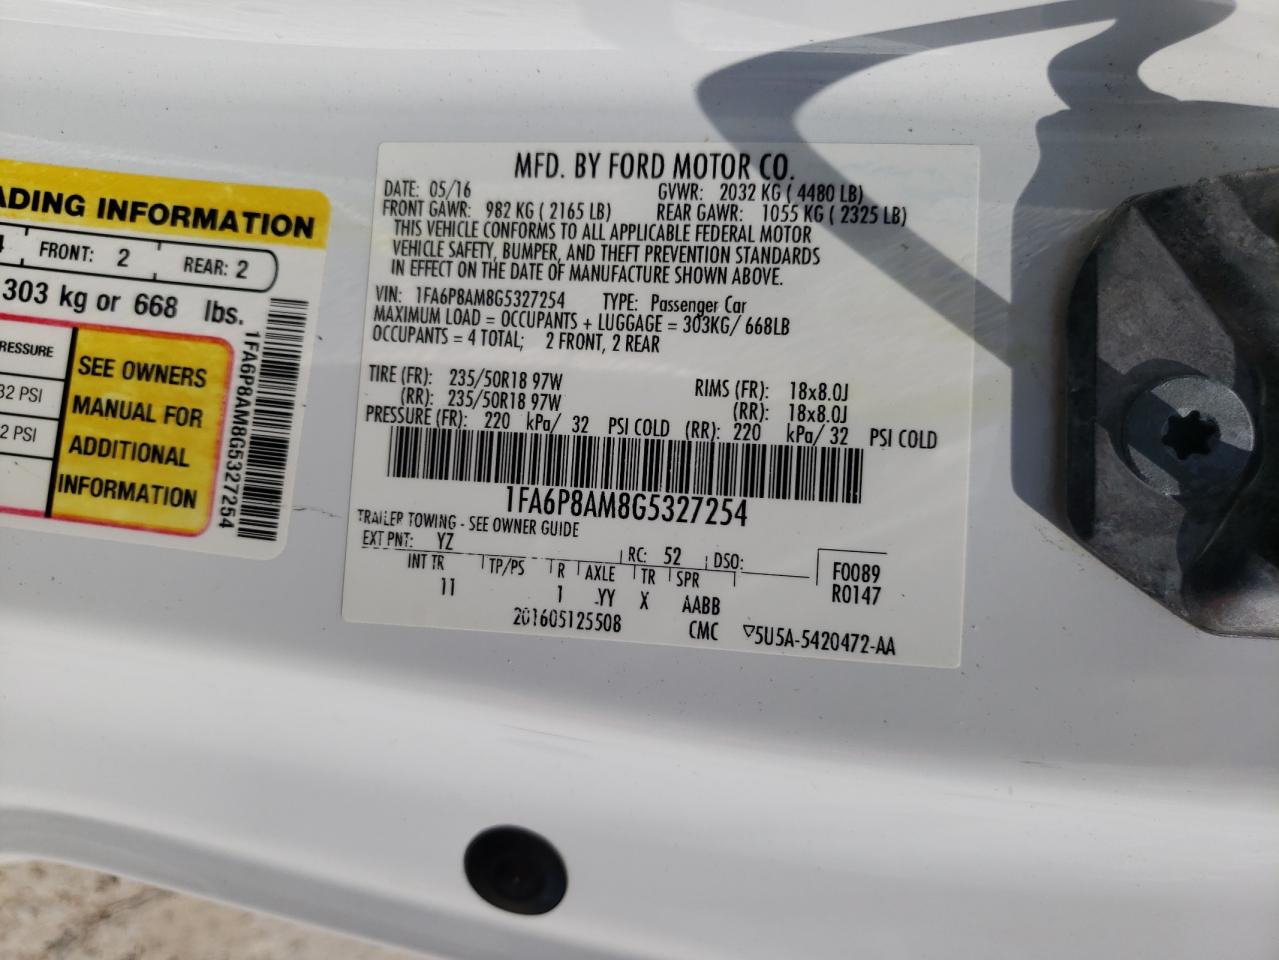 ADING INFORMATION
4 FRONT: 2 REAR: 2
303 kg or 668 lbs.
RESSURE
32 PSI
2 PSI
SEE OWNERS
MANUAL FOR
ADDITIONAL
INFORMATION
1FA6P8AM8G5327254
MFD. BY FORD MOTOR CO.
DATE: 05/16 GVWR: 2032 KG ( 4480 LB)
FRONT GAWR: 982 KG ( 2165 LB) REAR GAWR: 1055 KG ( 2325 LB)
THIS VEHICLE CONFORMS TO ALL APPLICABLE FEDERAL MOTOR
VEHICLE SAFETY, BUMPER, AND THEFT PREVENTION STANDARDS
IN EFFECT ON THE DATE OF MANUFACTURE SHOWN ABOVE.
VIN: 1FA6P8AM8G5327254 TYPE: Passenger Car
MAXIMUM LOAD = OCCUPANTS + LUGGAGE = 303KG/ 668LB
OCCUPANTS = 4 TOTAL; 2 FRONT, 2 REAR
TIRE (FR): 235/50R18 97W RIMS (FR): 18x8.0J
(RR): 235/50R18 97W (RR): 18x8.0J
PRESSURE (FR): 220 kPa/ 32 PSI COLD (RR): 220 kPa/ 32 PSI COLD
1FA6P8AM8G5327254
TRAILER TOWING - SEE OWNER GUIDE
EXT PNT: YZ RC: 52 DSO:
INT TR TP/PS R AXLE TR SPR
11 1 YY X AABB
F0089
R0147
201605125508 CMC ▽5U5A-5420472-AA